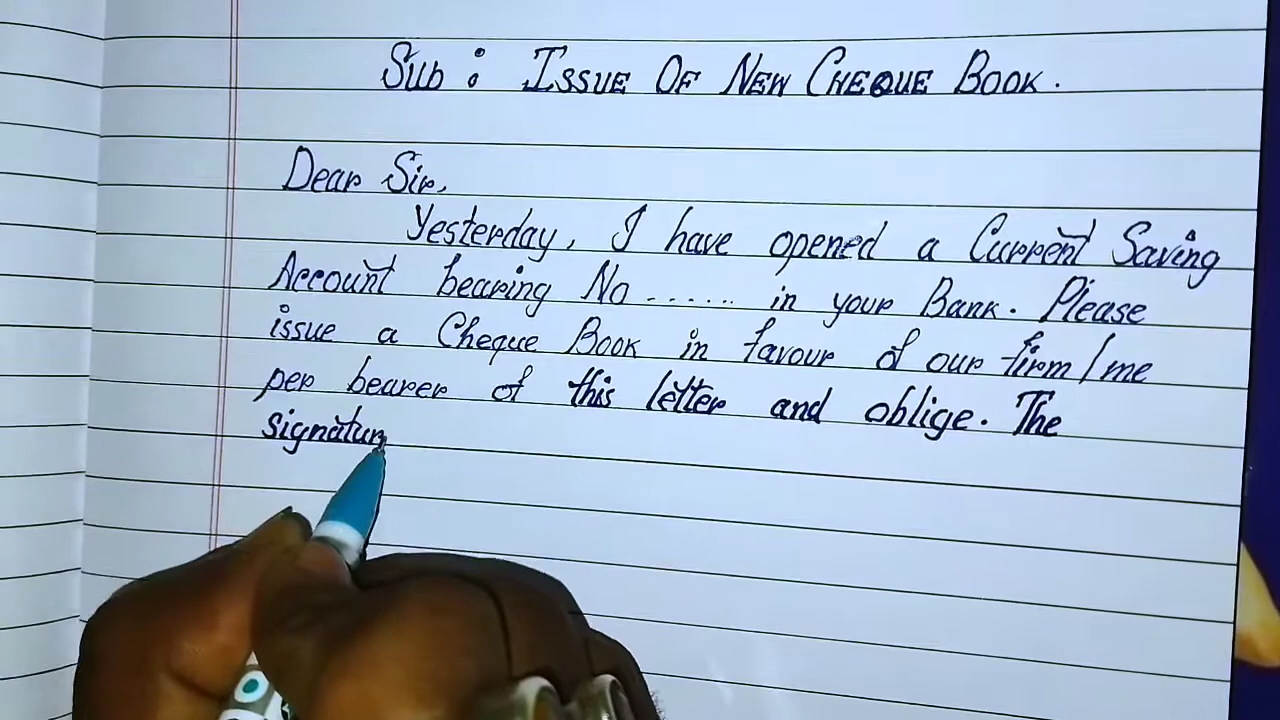 Sub : ISSUE OF NEW CHEQUE BOOK.
Dear Sir,
Yesterday, I have opened a Current Saving
Account bearing No ...... in your Bank. Please
issue a Cheque Book in favour of our firm/me
per bearer of this letter and oblige. The
signatur